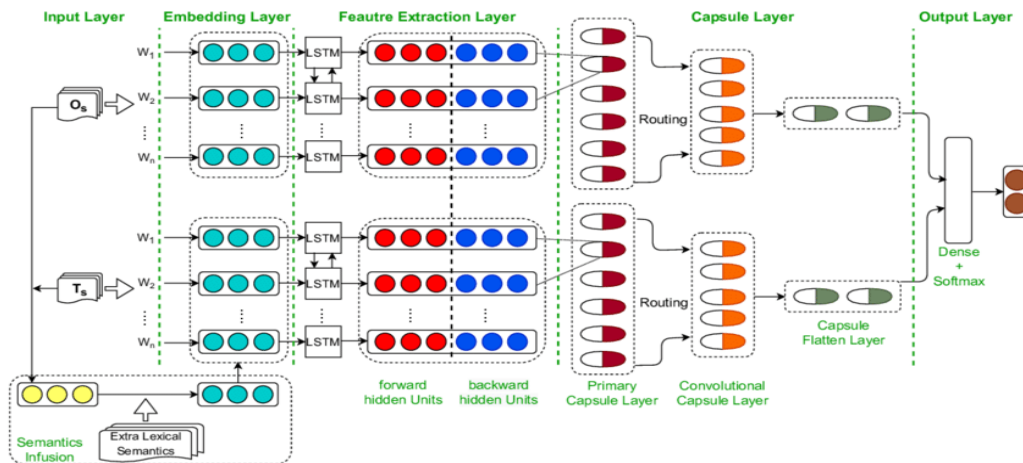 Input Layer
Embedding Layer
Feautre Extraction Layer
Capsule Layer
Output Layer
W1
LSTM
Os
W2
LSTM
Routing
Wn
LSTM
W1
LSTM
Ts
W2
LSTM
Routing
Dense
+
Softmax
Wn
LSTM
Capsule
Flatten Layer
forward
hidden Units
backward
hidden Units
Primary
Capsule Layer
Convolutional
Capsule Layer
Semantics
Infusion
Extra Lexical
Semantics